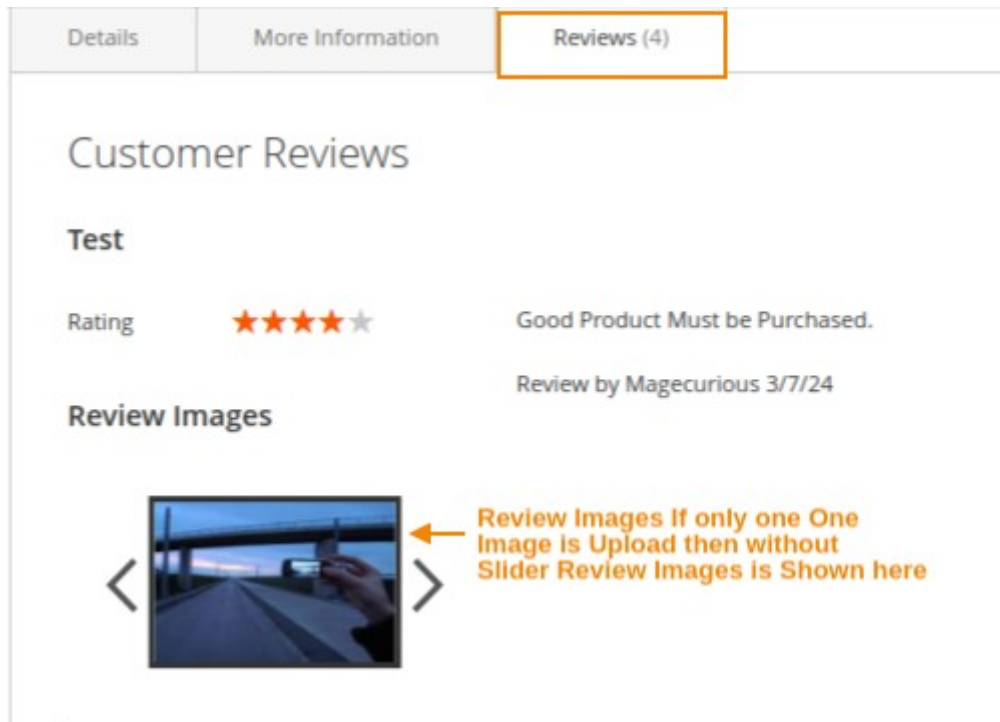 Details
More Information
Reviews (4)
Customer Reviews
Test
Rating
Good Product Must be Purchased.
Review by Magecurious 3/7/24
Review Images
Review Images If only one One
Image is Upload then without
Slider Review Images is Shown here